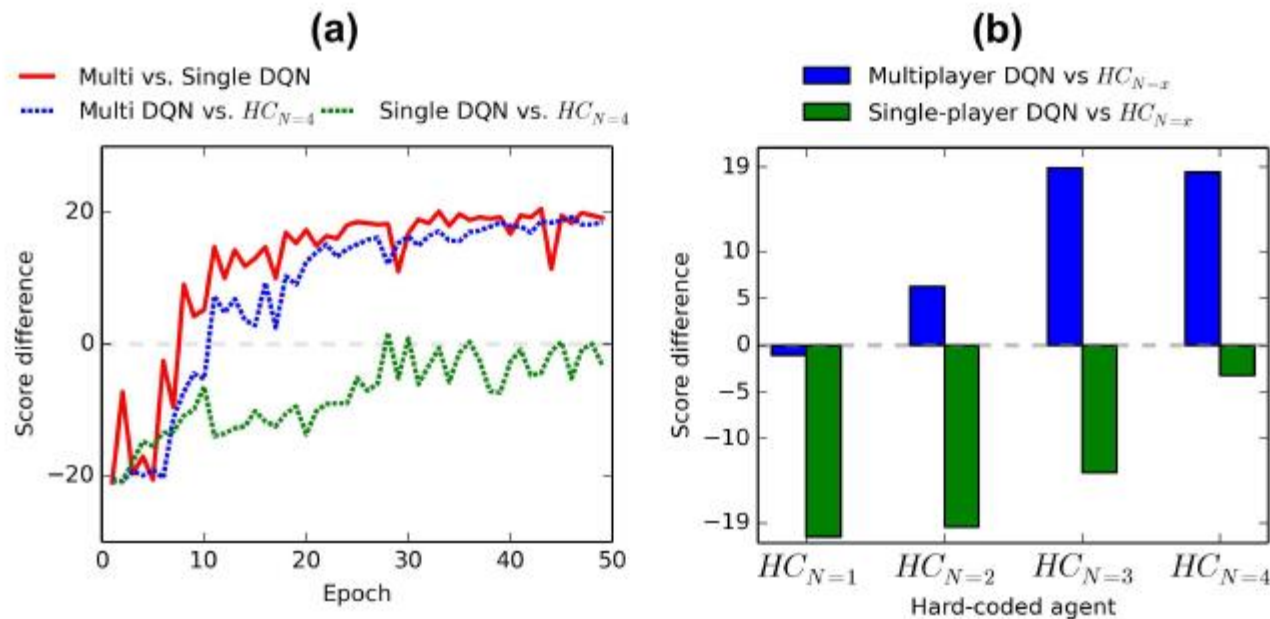 (a)
Multi vs. Single DQN
Multi DQN vs. HC_{N=4} Single DQN vs. HC_{N=4}
20
0
−20
Score difference
0 10 20 30 40 50
Epoch
(b)
Multiplayer DQN vs HC_{N−x}
Single-player DQN vs HC_{N=x}
19
10
5
0
−5
−10
−19
Score difference
HC_{N=1} HC_{N=2} HC_{N=3} HC_{N=4}
Hard-coded agent